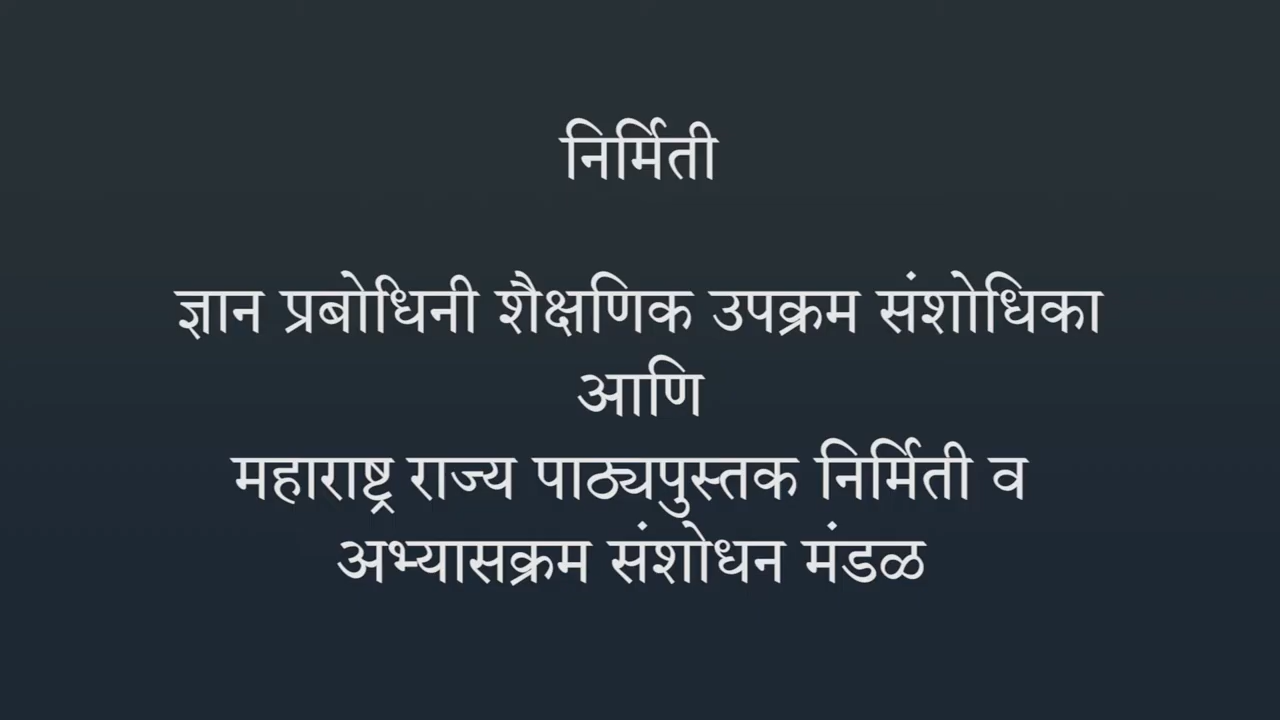 निर्मिती
ज्ञान प्रबोधिनी शैक्षणिक उपक्रम संशोधिका
आणि
महाराष्ट्र राज्य पाठ्यपुस्तक निर्मिती व
अभ्यासक्रम संशोधन मंडळ